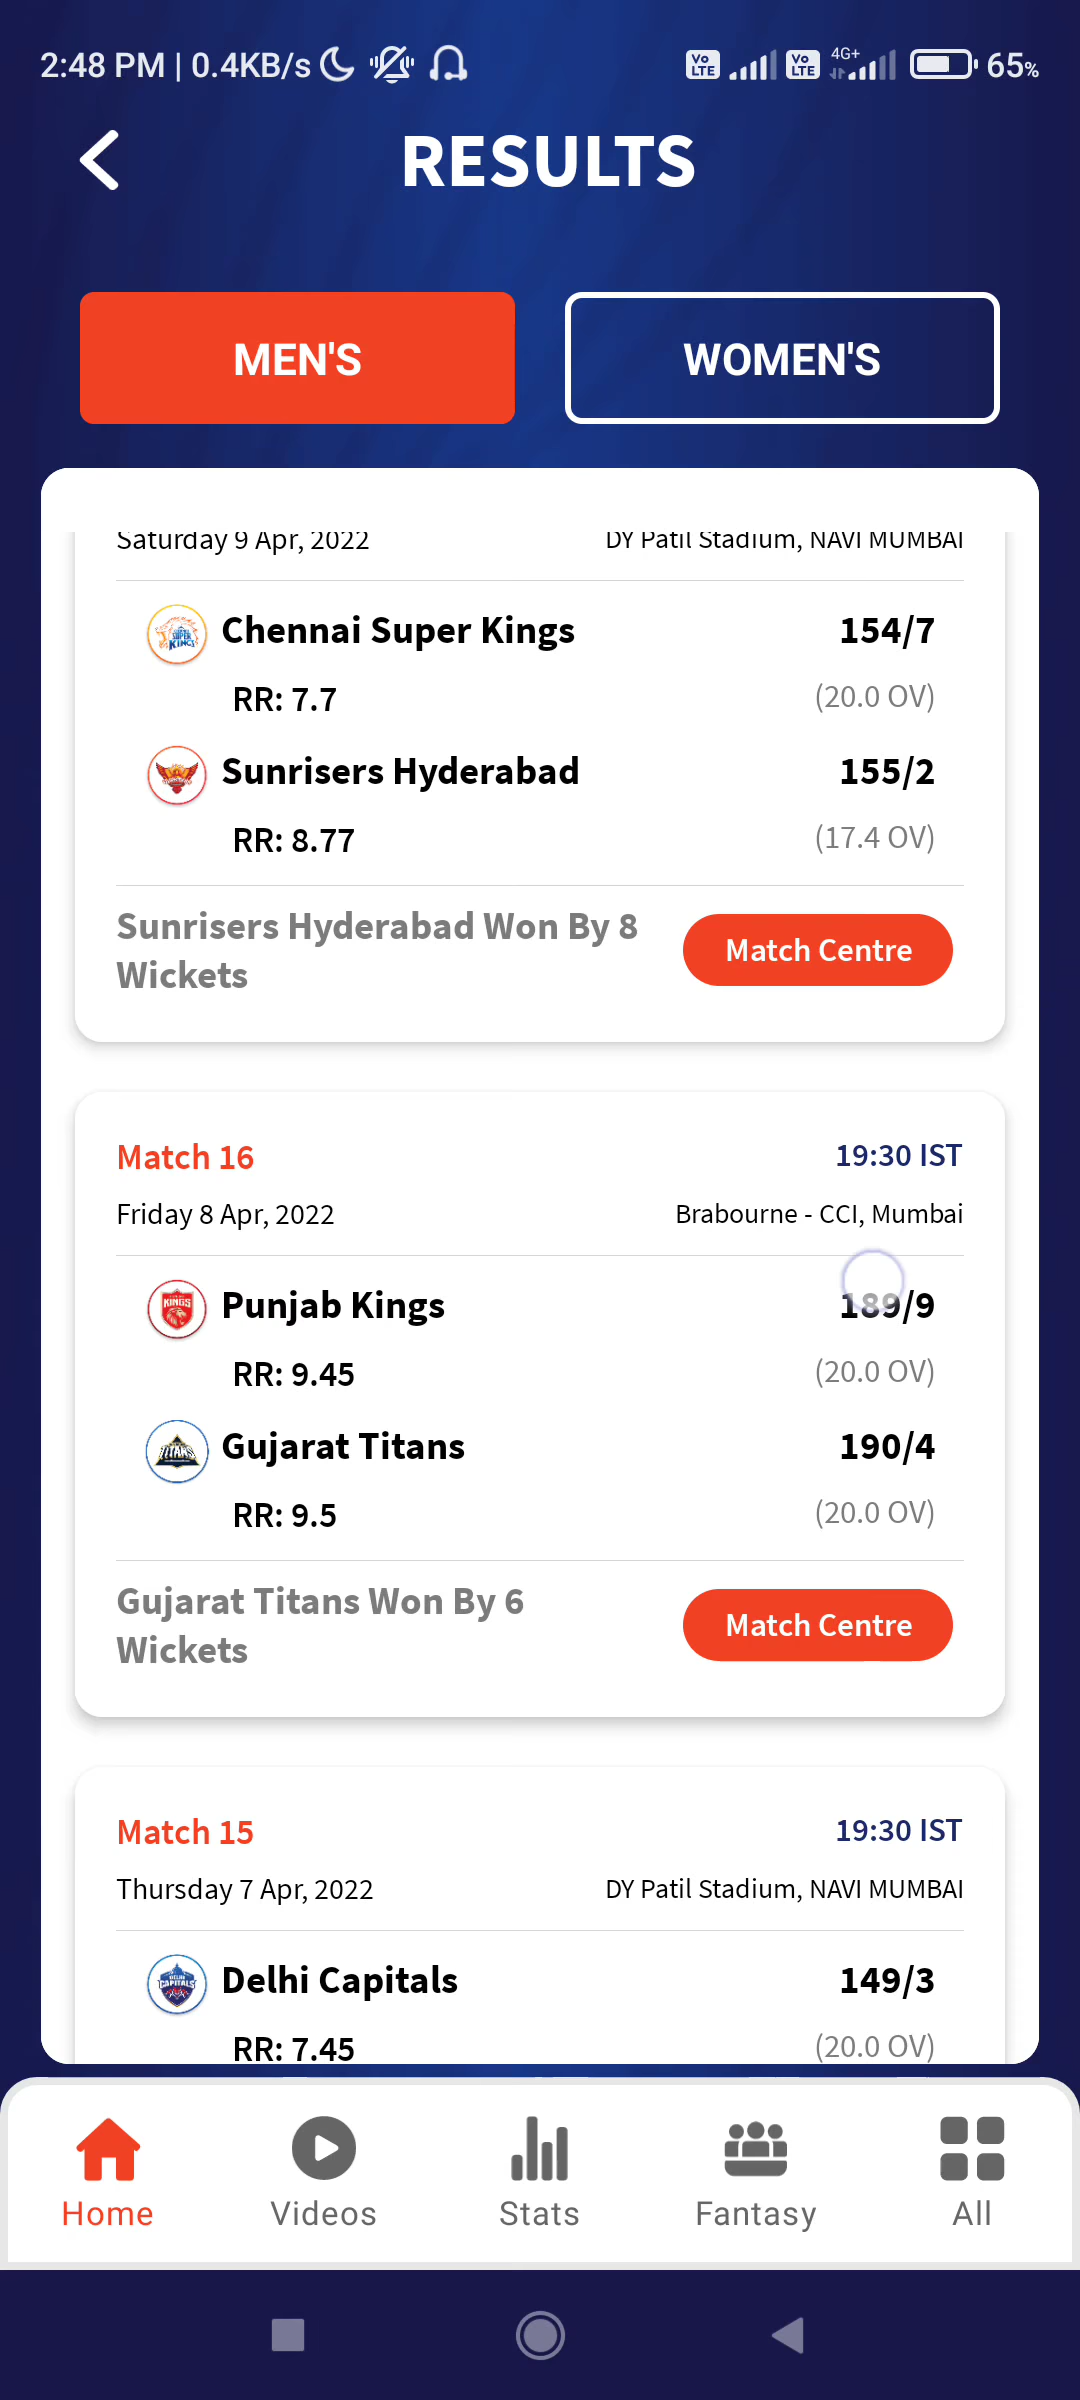 2:48 PM | 0.4KB/s Vo LTE Vo LTE 4G+ 65%
RESULTS
MEN'S WOMEN'S
Saturday 9 Apr, 2022 DY Patil Stadium, NAVI MUMBAI
Chennai Super Kings 154/7
RR: 7.7 (20.0 OV)
Sunrisers Hyderabad 155/2
RR: 8.77 (17.4 OV)
Sunrisers Hyderabad Won By 8
Wickets
Match Centre
Match 16 19:30 IST
Friday 8 Apr, 2022 Brabourne - CCI, Mumbai
Punjab Kings 189/9
RR: 9.45 (20.0 OV)
Gujarat Titans 190/4
RR: 9.5 (20.0 OV)
Gujarat Titans Won By 6
Wickets
Match Centre
Match 15 19:30 IST
Thursday 7 Apr, 2022 DY Patil Stadium, NAVI MUMBAI
Delhi Capitals 149/3
RR: 7.45 (20.0 OV)
Home Videos Stats Fantasy All